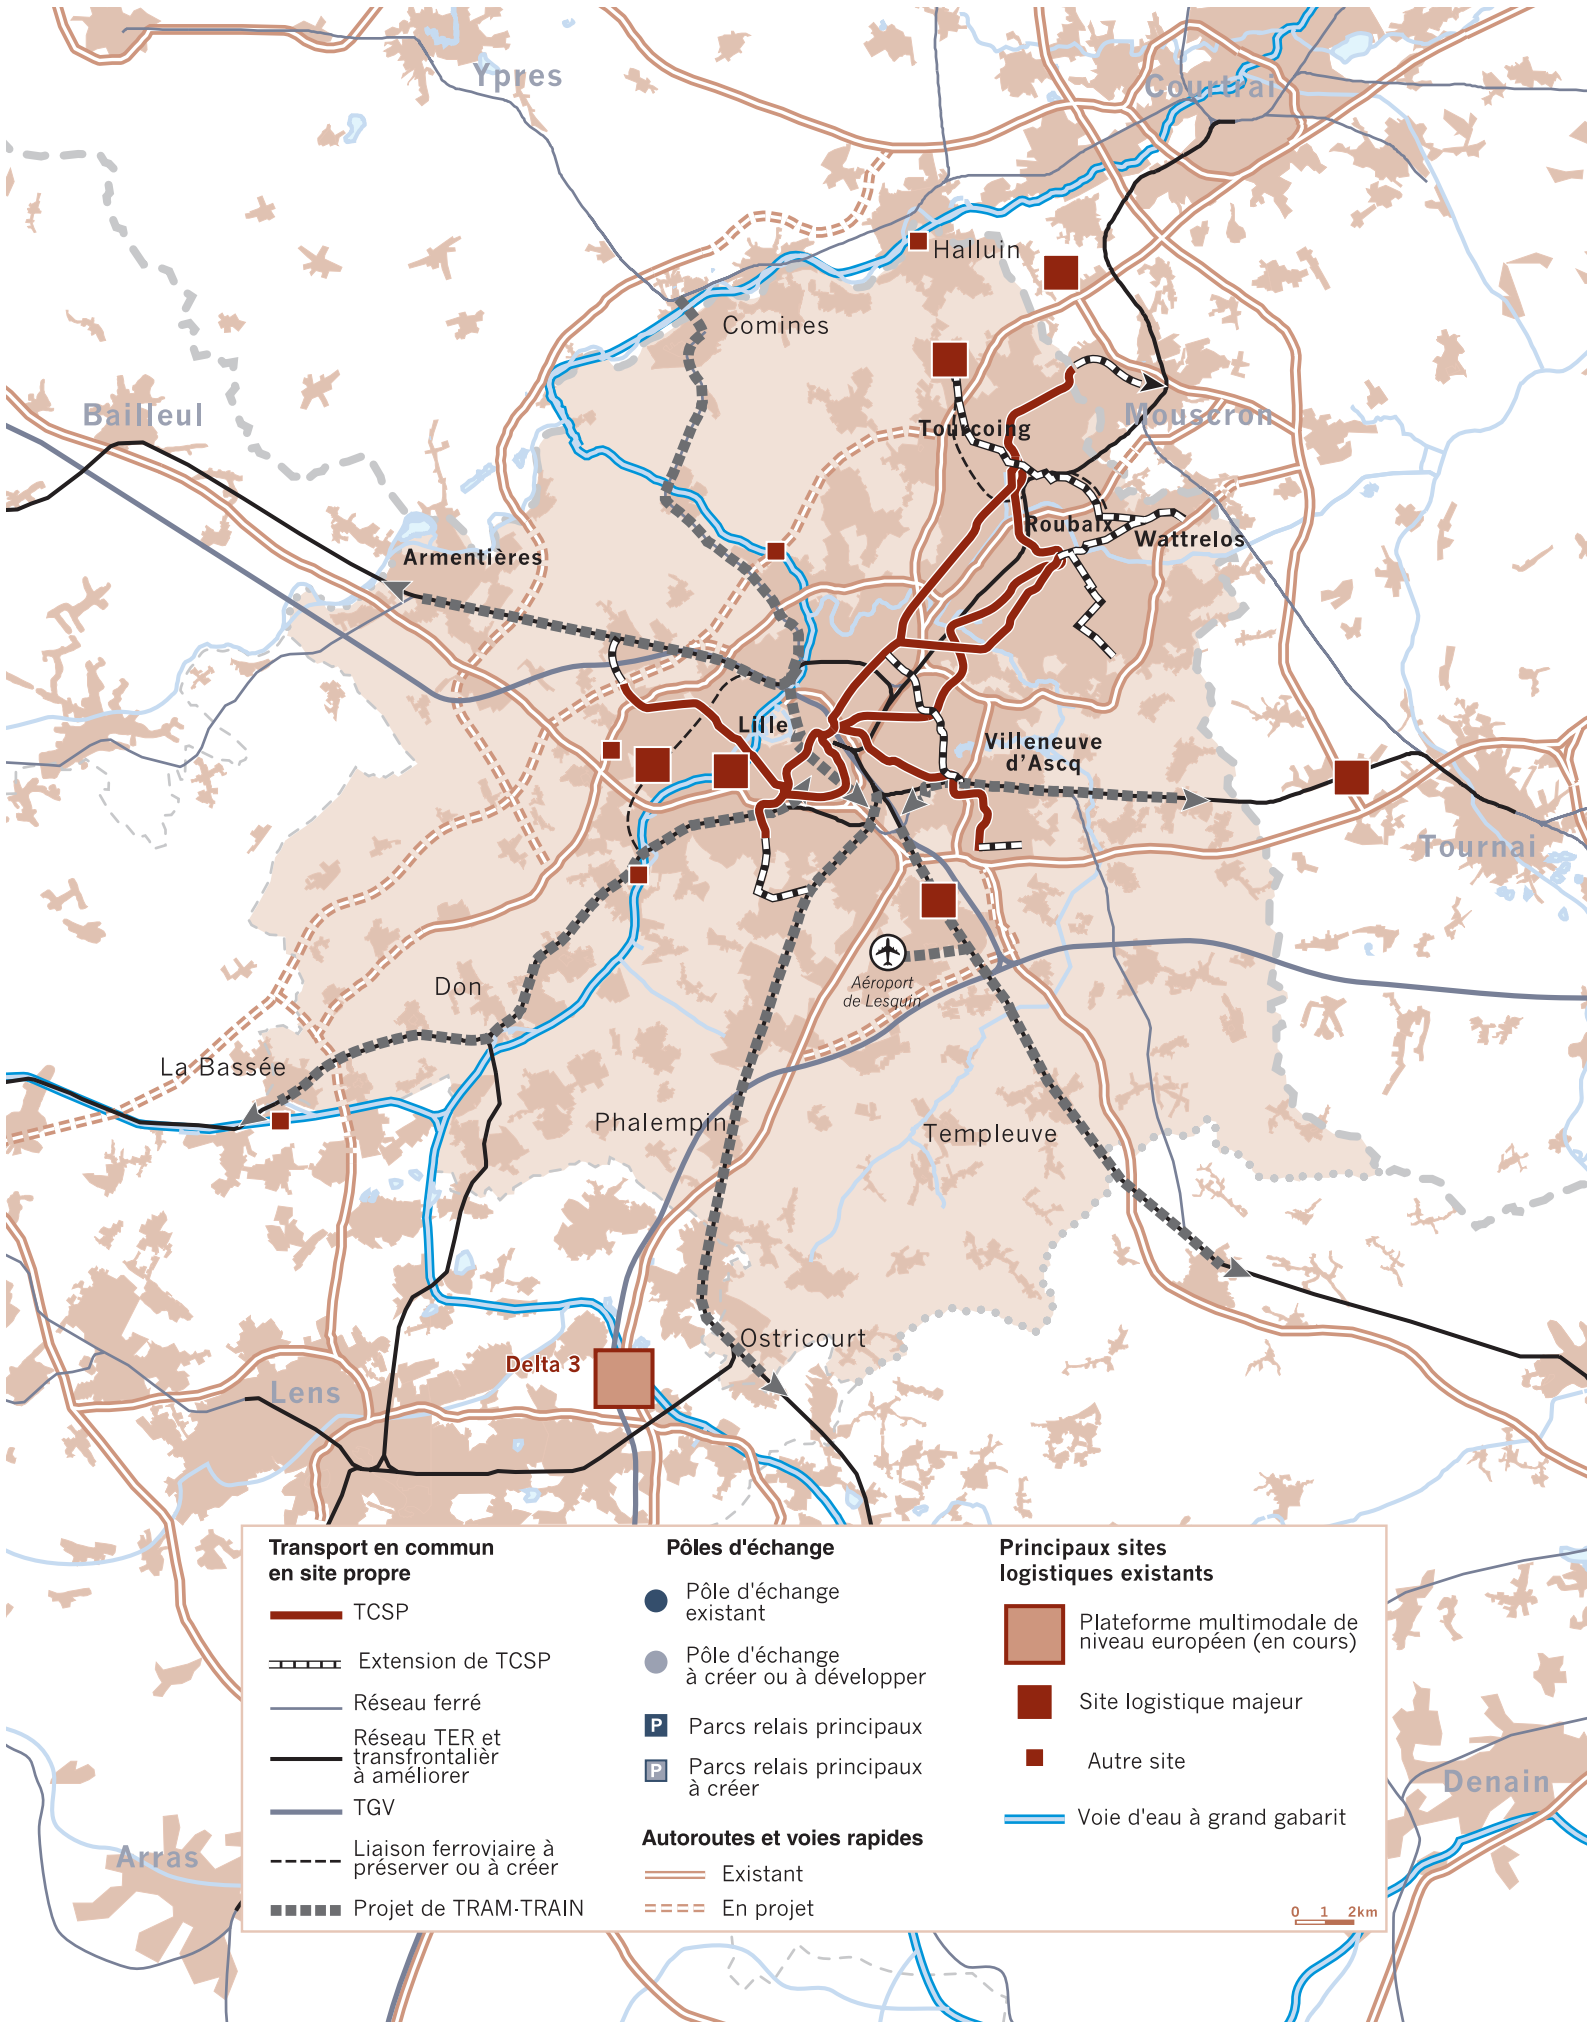 Ypres
Courtrai
Halluin
Comines
Bailleul
Mouscron
Tourcoing
Roubaix
Wattrelos
Armentières
Lille
Villeneuve
d'Ascq
Tournai
Aéroport
de Lesquin
Don
La Bassée
Phalempin
Templeuve
Ostricourt
Delta 3
Lens
Denain
Arras
Transport en commun
en site propre
TCSP
Extension de TCSP
Réseau ferré
Réseau TER et
transfrontalièr
à améliorer
TGV
Liaison ferroviaire à
préserver ou à créer
Projet de TRAM-TRAIN
Pôles d'échange
Pôle d'échange
existant
Pôle d'échange
à créer ou à développer
P Parcs relais principaux
P Parcs relais principaux
à créer
Autoroutes et voies rapides
Existant
En projet
Principaux sites
logistiques existants
Plateforme multimodale de
niveau européen (en cours)
Site logistique majeur
Autre site
Voie d'eau à grand gabarit
0 1 2km